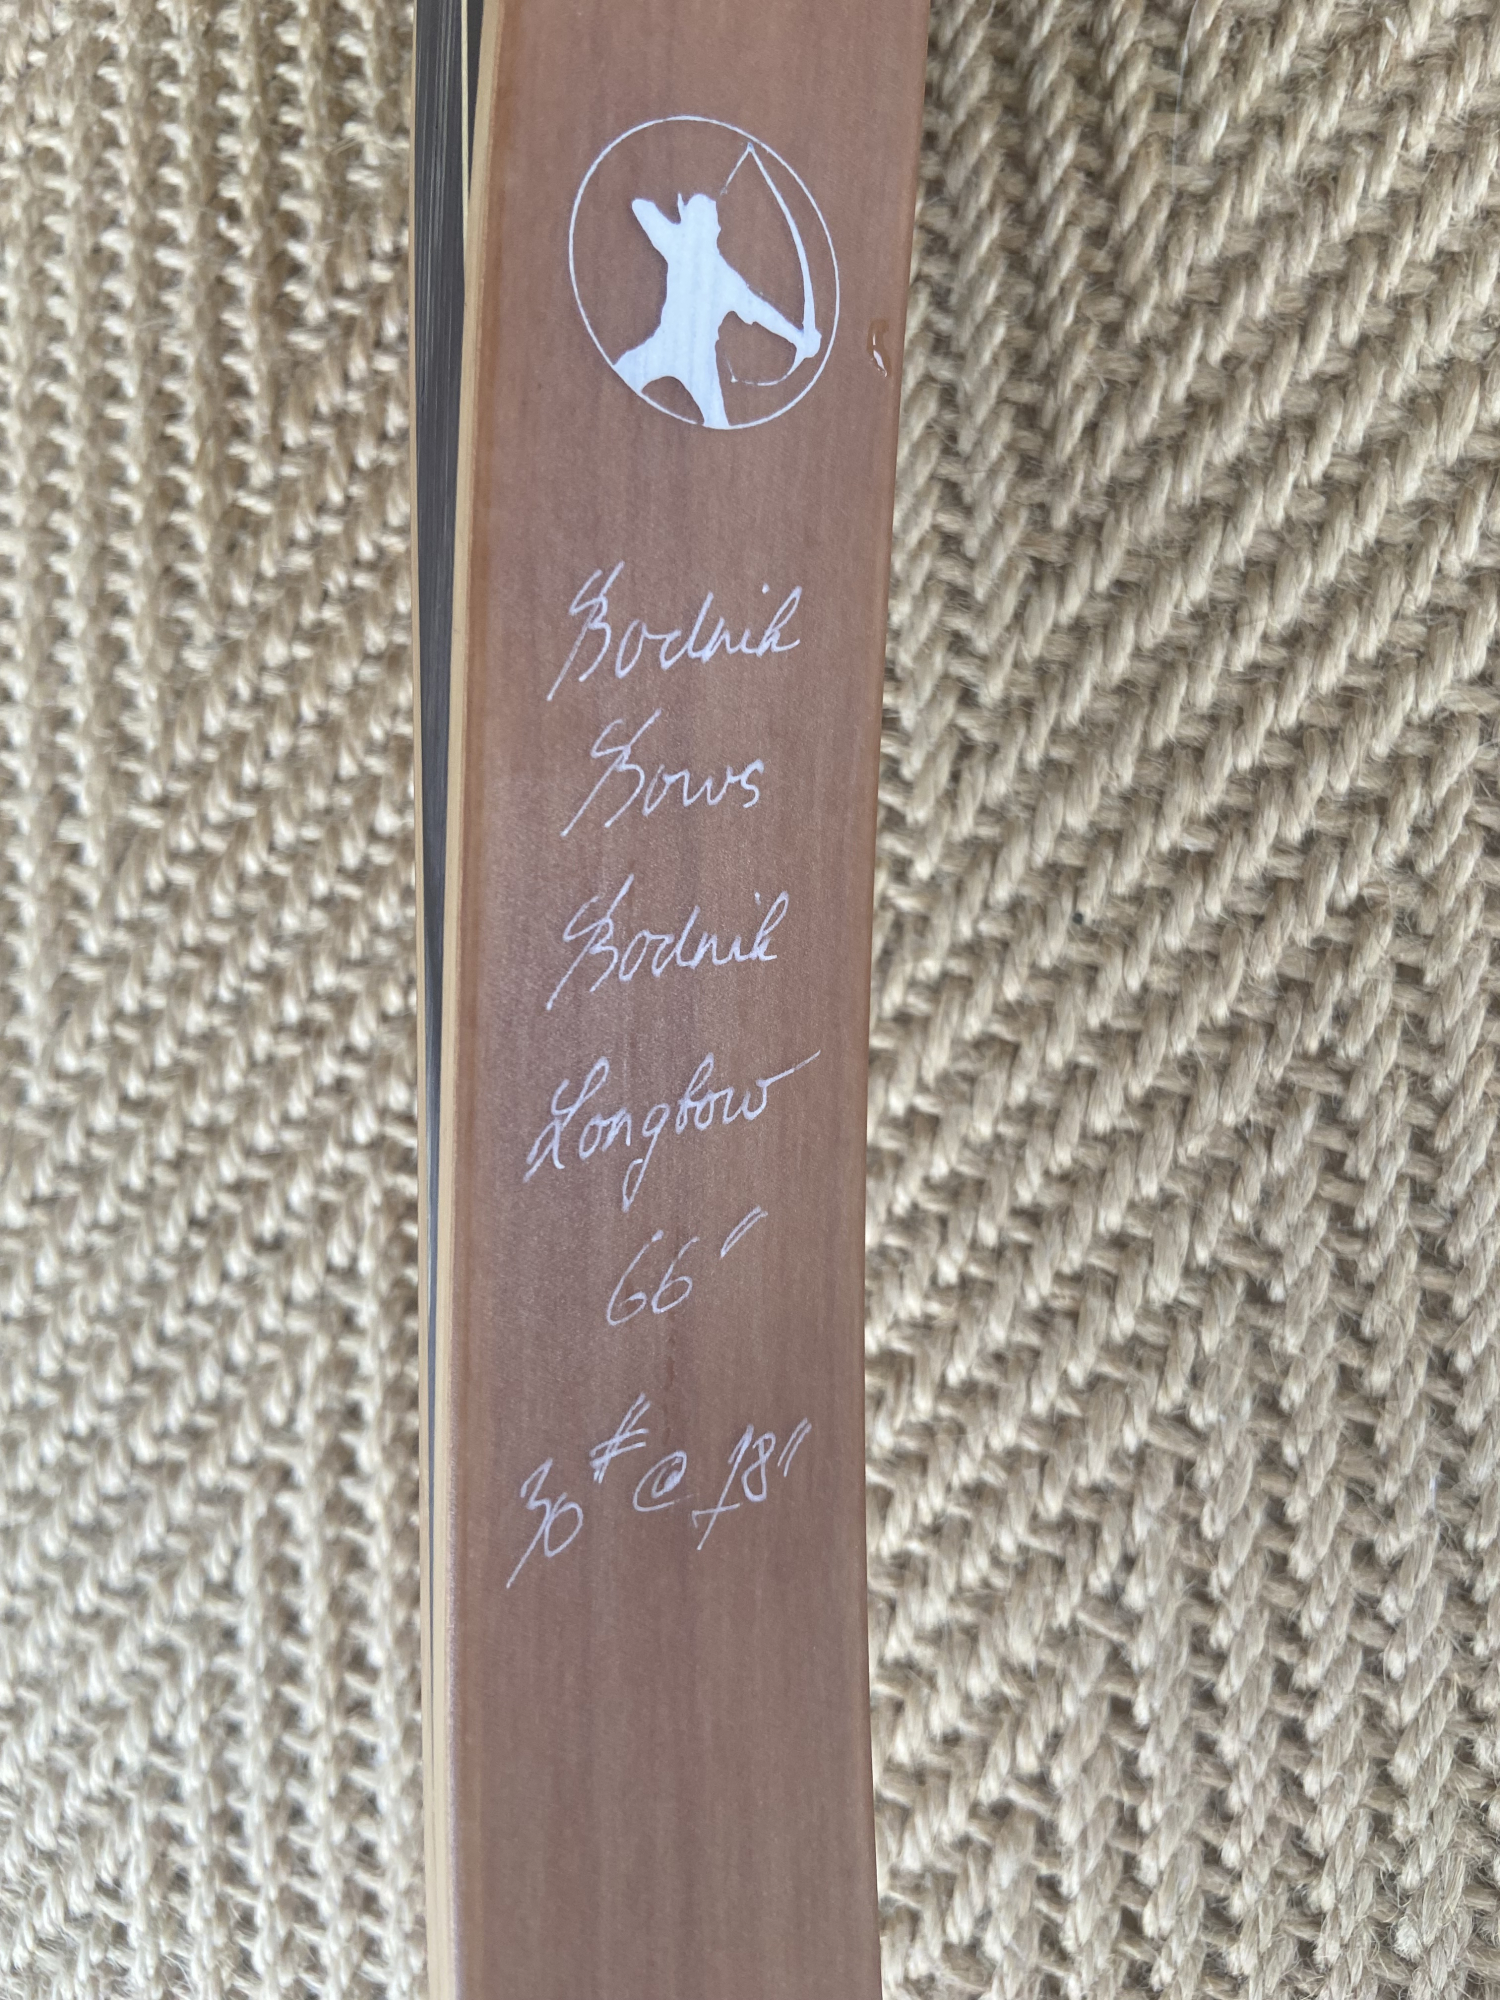 Bodnik
Bows
Bodnik
Longbow
66"
30# @ 28"